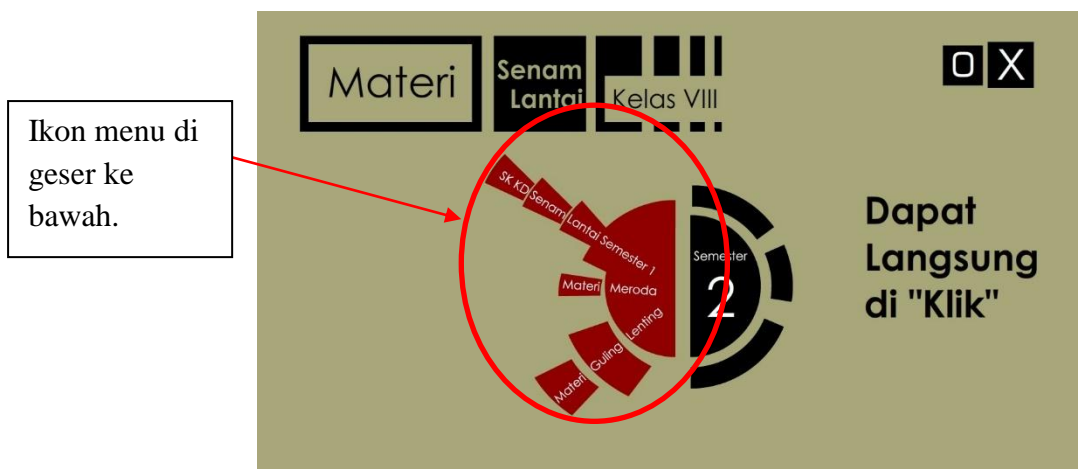 Ikon menu di
geser ke
bawah.
Materi
Senam
Lantai
Kelas VIII
O X
SK KD Senam Lantai Semester 1
Materi Meroda
Materi Guling Lenting
Semester
2
Dapat
Langsung
di "Klik"